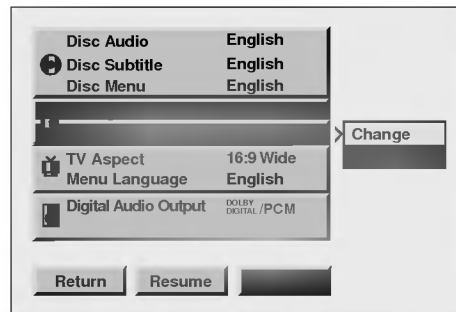 Disc Audio English
Disc Subtitle English
Disc Menu English
Change
TV Aspect 16:9 Wide
Menu Language English
Digital Audio Output DOLBY DIGITAL /PCM
Return Resume